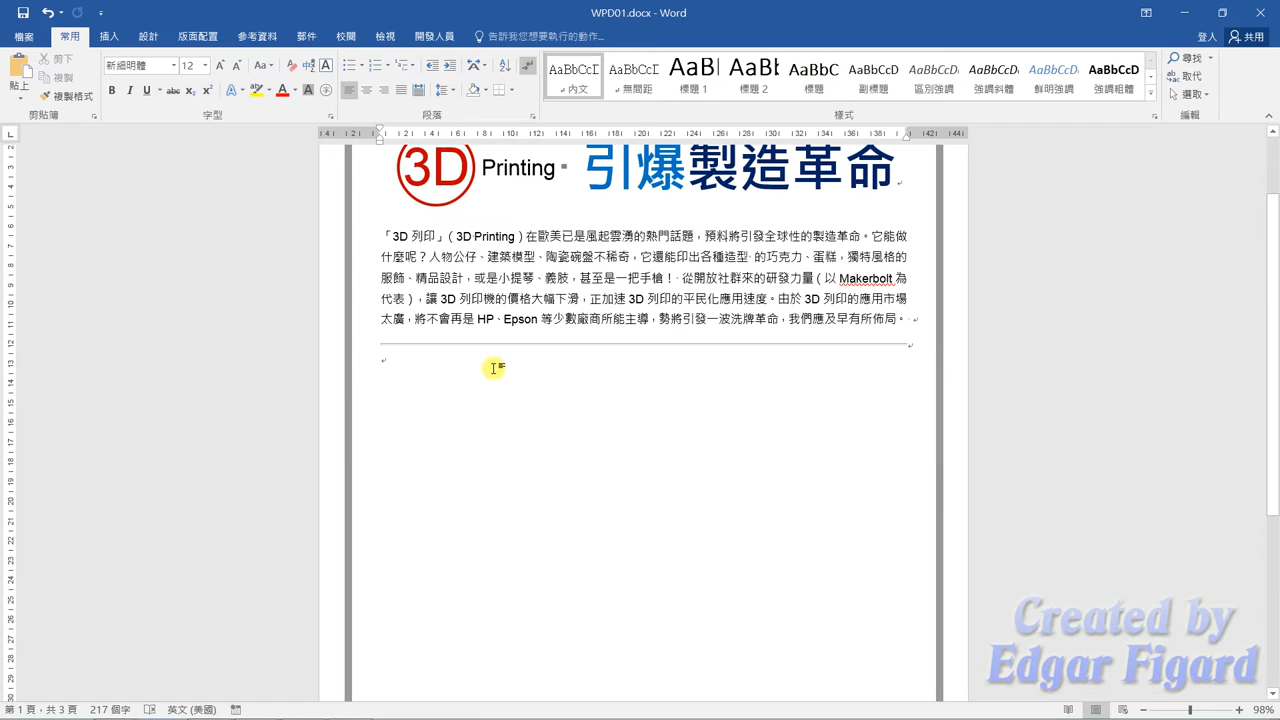 WPD01.docx - Word
檔案 常用 插入 設計 版面配置 參考資料 郵件 校閱 檢視 開發人員 告訴我您想要執行的動作... 登入 共用
貼上 剪下 複製 複製格式 剪貼簿
新細明體 12 字型
段落
AaBbCcI AaBbCcI AaB AaBb AaBbC AaBbCcD AaBbCcD AaBbCcD AaBbCcD AaBbCcD
內文 無間距 標題 1 標題 2 標題 副標題 區別強調 強調斜體 鮮明強調 強調粗體
樣式
尋找 取代 選取 編輯
3D Printing 引爆製造革命
「3D 列印」( 3D Printing ) 在歐美已是風起雲湧的熱門話題，預料將引發全球性的製造革命。它能做
什麼呢？人物公仔、建築模型、陶瓷碗盤不稀奇，它還能印出各種造型 的巧克力、蛋糕，獨特風格的
服飾、精品設計，或是小提琴、義肢，甚至是一把手槍！ 從開放社群來的研發力量 ( 以 Makerbolt 為
代表 )，讓 3D 列印機的價格大幅下滑，正加速 3D 列印的平民化應用速度。由於 3D 列印的應用市場
太廣，將不會再是 HP、Epson 等少數廠商所能主導，勢將引發一波洗牌革命，我們應及早有所佈局。
Created by
Edgar Figard
第 1 頁，共 3 頁 217 個字 英文 (美國) 98%